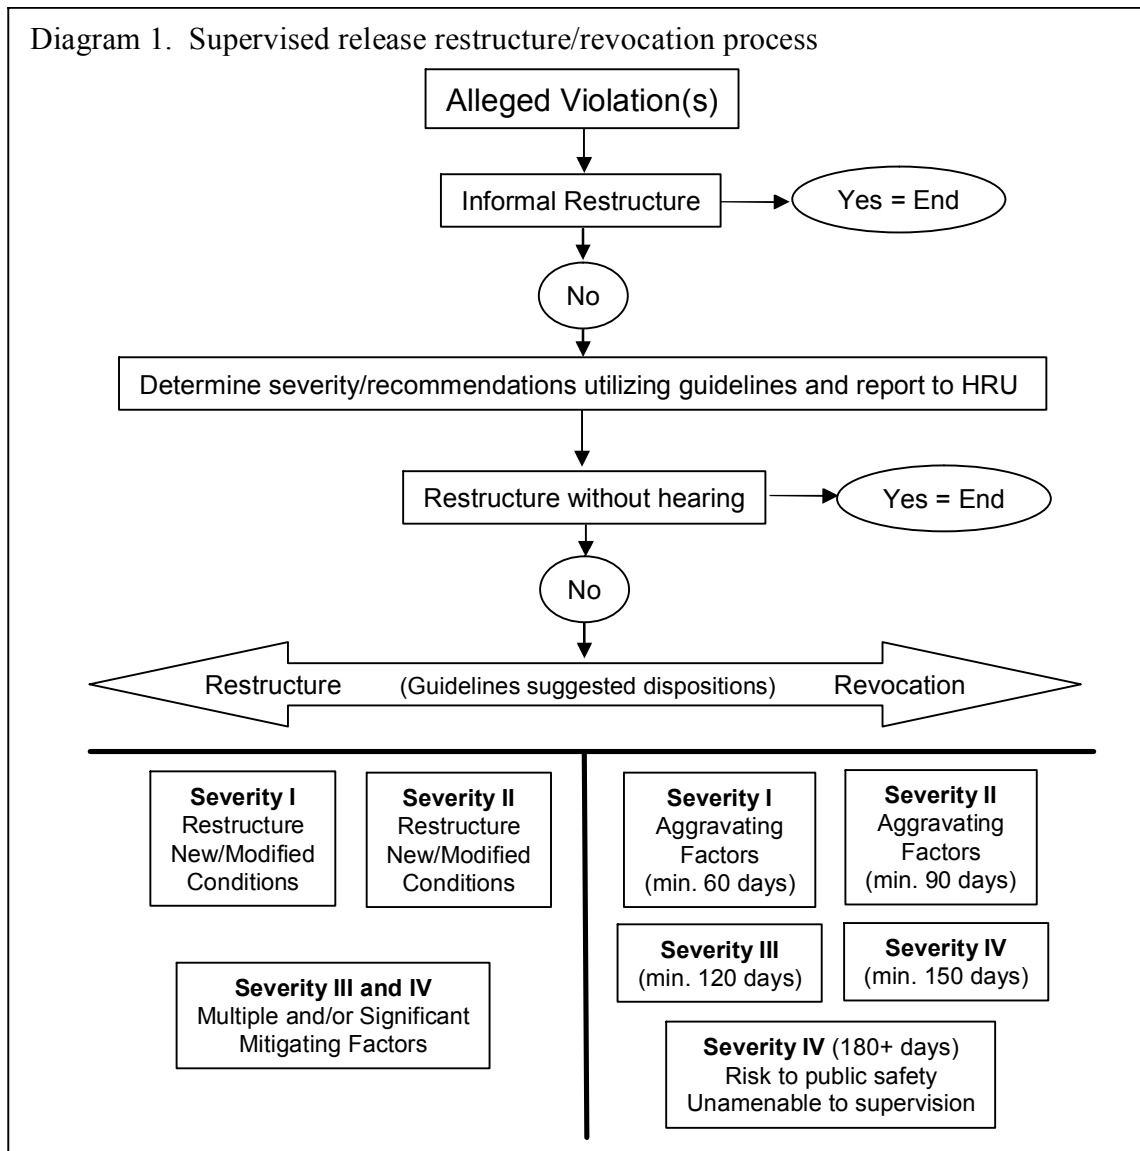 Diagram 1.  Supervised release restructure/revocation process
Alleged Violation(s)
Informal Restructure
Yes = End
No
Determine severity/recommendations utilizing guidelines and report to HRU
Restructure without hearing
Yes = End
No
Restructure
(Guidelines suggested dispositions)
Revocation
Severity I
Restructure
New/Modified
Conditions
Severity II
Restructure
New/Modified
Conditions
Severity III and IV
Multiple and/or Significant
Mitigating Factors
Severity I
Aggravating
Factors
(min. 60 days)
Severity II
Aggravating
Factors
(min. 90 days)
Severity III
(min. 120 days)
Severity IV
(min. 150 days)
Severity IV (180+ days)
Risk to public safety
Unamenable to supervision